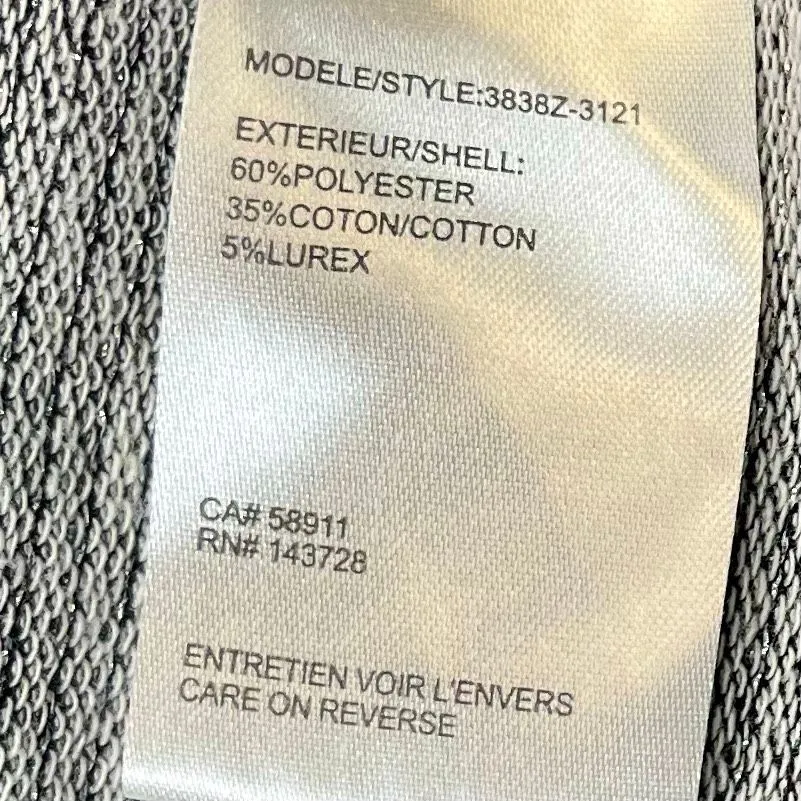 MODELE/STYLE:3838Z-3121
EXTERIEUR/SHELL:
60%POLYESTER
35%COTON/COTTON
5%LUREX
CA# 58911
RN# 143728
ENTRETIEN VOIR L'ENVERS
CARE ON REVERSE